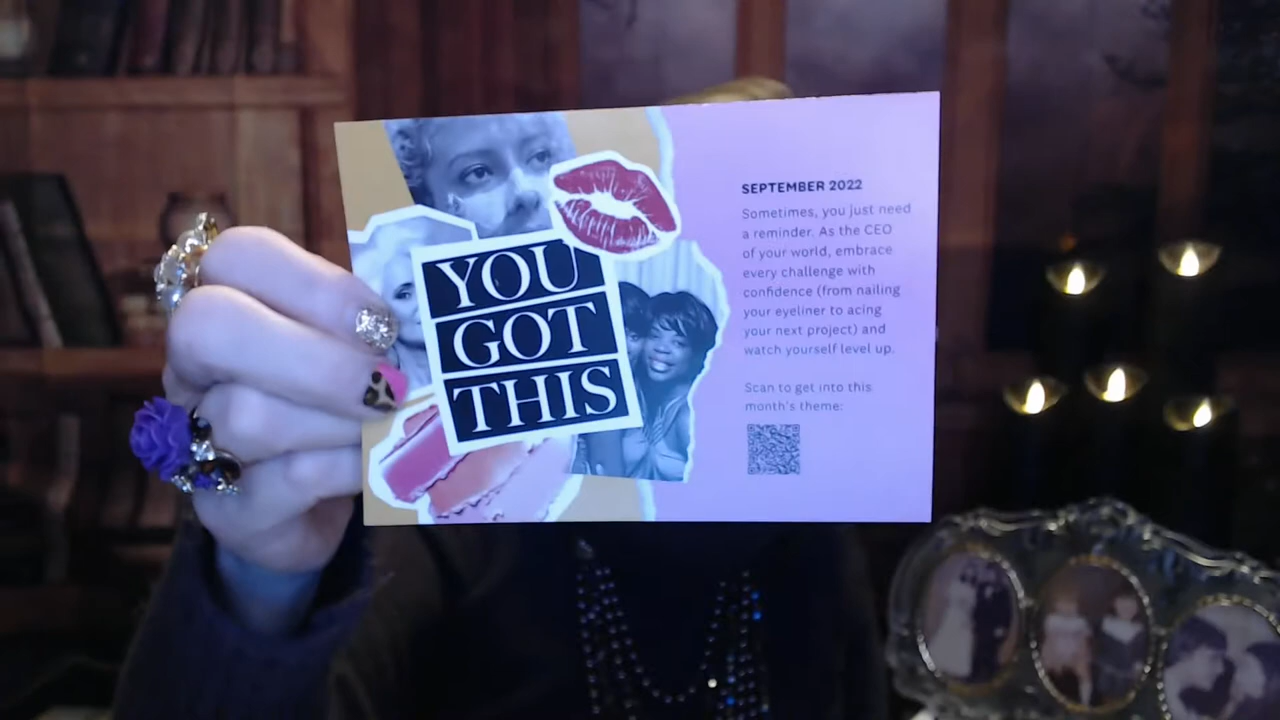 YOU
GOT
THIS
SEPTEMBER 2022
Sometimes, you just need
a reminder. As the CEO
of your world, embrace
every challenge with
confidence (from nailing
your eyeliner to acing
your next project) and
watch yourself level up.
Scan to get into this
month's theme: